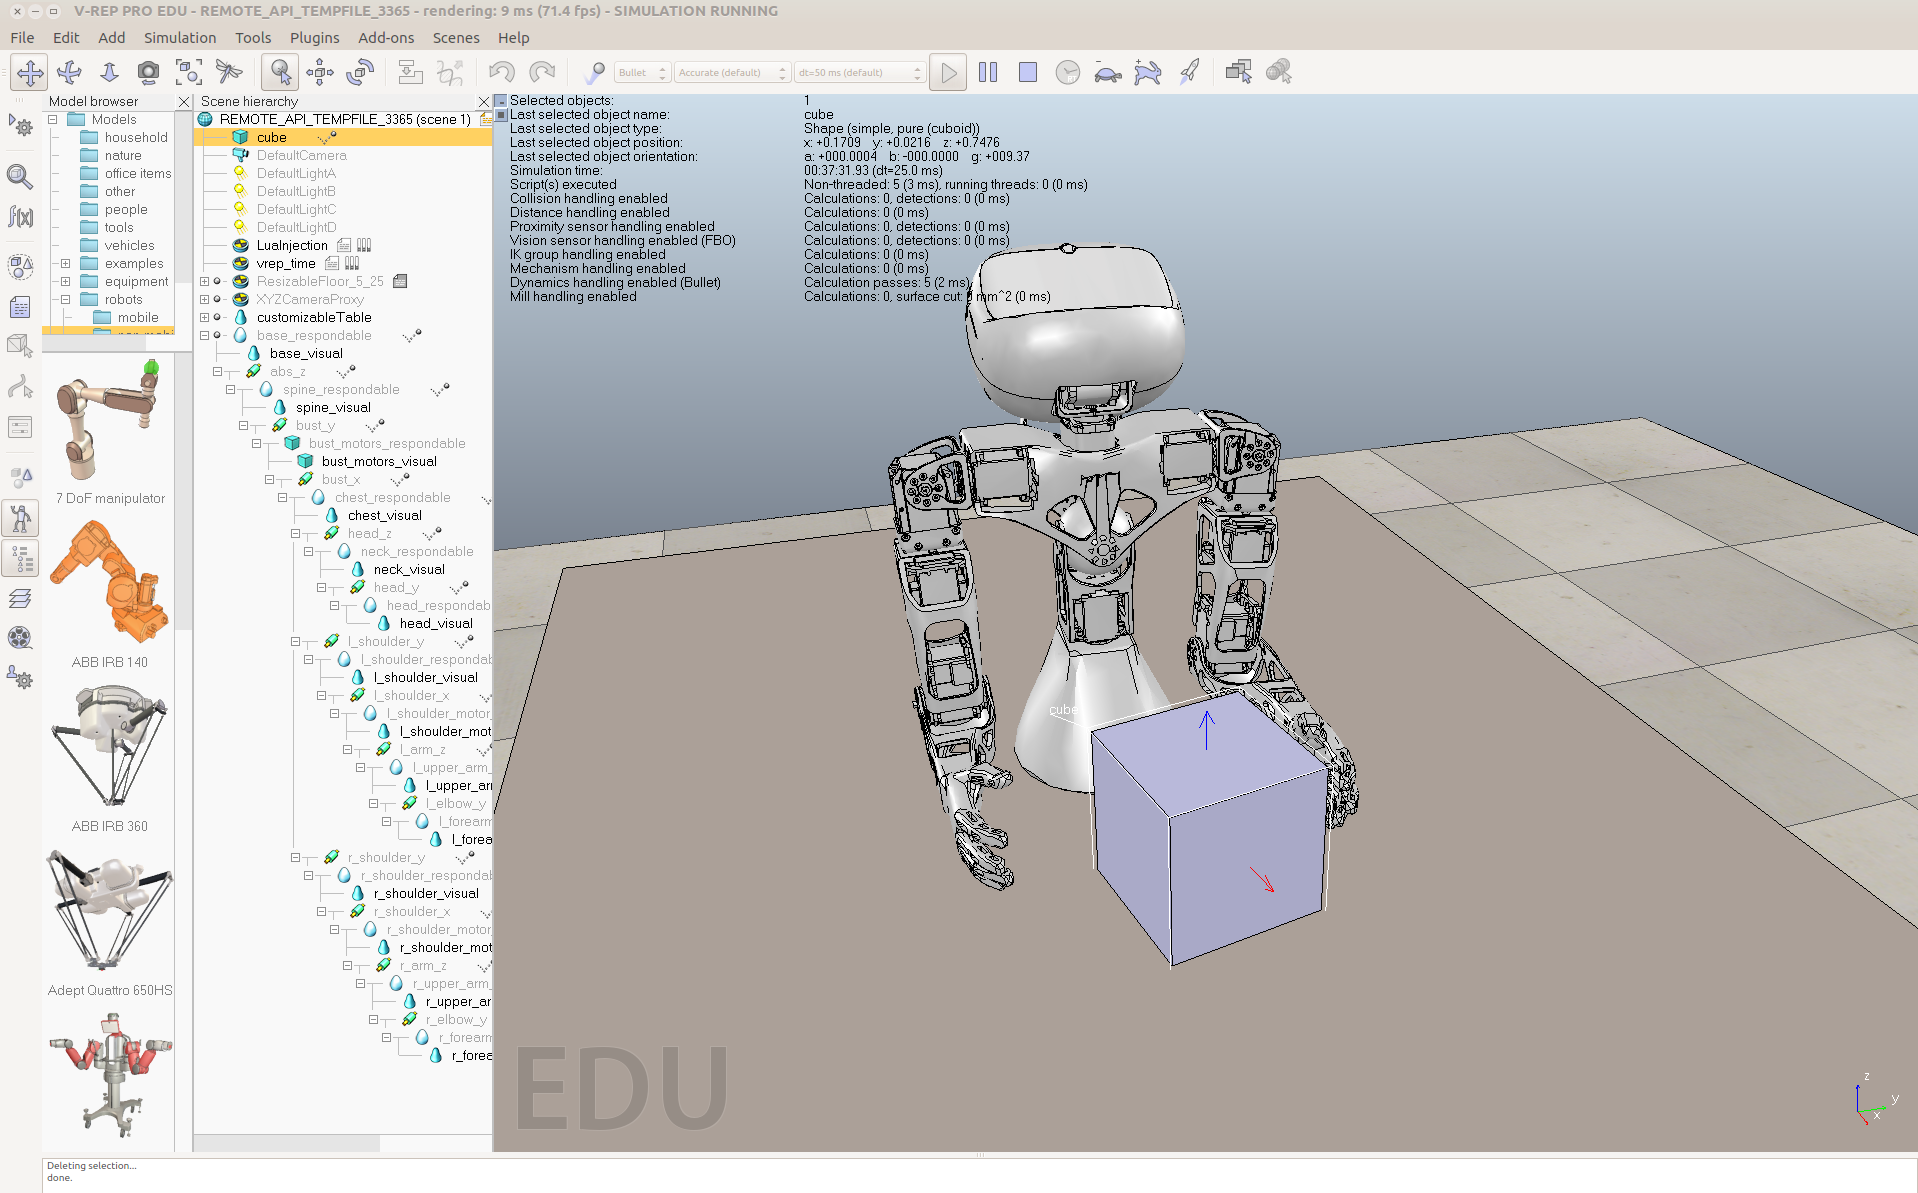 V-REP PRO EDU - REMOTE_API_TEMPFILE_3365 - rendering: 9 ms (71.4 fps) - SIMULATION RUNNING
File Edit Add Simulation Tools Plugins Add-ons Scenes Help
Bullet Accurate (default) dt=50 ms (default)
Model browser
Models
household
nature
office items
other
people
tools
vehicles
examples
equipment
robots
mobile
7 DoF manipulator
ABB IRB 140
ABB IRB 360
Adept Quattro 650HS
Scene hierarchy
REMOTE_API_TEMPFILE_3365 (scene 1)
cube
DefaultCamera
DefaultLightA
DefaultLightB
DefaultLightC
DefaultLightD
LuaInjection
vrep_time
ResizableFloor_5_25
XYZCameraProxy
customizableTable
base_respondable
base_visual
abs_z
spine_respondable
spine_visual
bust_y
bust_motors_respondable
bust_motors_visual
bust_x
chest_respondable
chest_visual
head_z
neck_respondable
neck_visual
head_y
head_respondab
head_visual
l_shoulder_y
l_shoulder_respondab
l_shoulder_visual
l_shoulder_x
l_shoulder_motor
l_shoulder_mot
l_arm_z
l_upper_arm_
l_upper_ar
l_elbow_y
l_forearm
l_forea
r_shoulder_y
r_shoulder_respondab
r_shoulder_visual
r_shoulder_x
r_shoulder_motor
r_shoulder_mot
r_arm_z
r_upper_arm_
r_upper_ar
r_elbow_y
r_forearm
r_forea
Selected objects: 1
Last selected object name: cube
Last selected object type: Shape (simple, pure (cuboid))
Last selected object position: x: +0.1709 y: +0.0216 z: +0.7476
Last selected object orientation: a: +000.0004 b: -000.0000 g: +009.37
Simulation time: 00:37:31.93 (dt=25.0 ms)
Script(s) executed Non-threaded: 5 (3 ms), running threads: 0 (0 ms)
Collision handling enabled Calculations: 0, detections: 0 (0 ms)
Distance handling enabled Calculations: 0 (0 ms)
Proximity sensor handling enabled Calculations: 0, detections: 0 (0 ms)
Vision sensor handling enabled (FBO) Calculations: 0, detections: 0 (0 ms)
IK group handling enabled Calculations: 0 (0 ms)
Mechanism handling enabled Calculations: 0 (0 ms)
Dynamics handling enabled (Bullet) Calculation passes: 5 (2 ms)
Mill handling enabled Calculations: 0, surface cut: 0 mm^2 (0 ms)
cube
EDU
z
y
x
Deleting selection...
done.